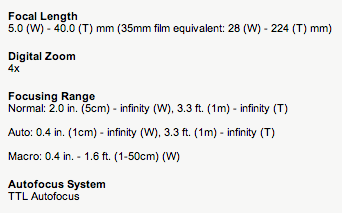 Focal Length
5.0 (W) - 40.0 (T) mm (35mm film equivalent: 28 (W) - 224 (T) mm)
Digital Zoom
4x
Focusing Range
Normal: 2.0 in. (5cm) - infinity (W), 3.3 ft. (1m) - infinity (T)
Auto: 0.4 in. (1cm) - infinity (W), 3.3 ft. (1m) - infinity (T)
Macro: 0.4 in. - 1.6 ft. (1-50cm) (W)
Autofocus System
TTL Autofocus